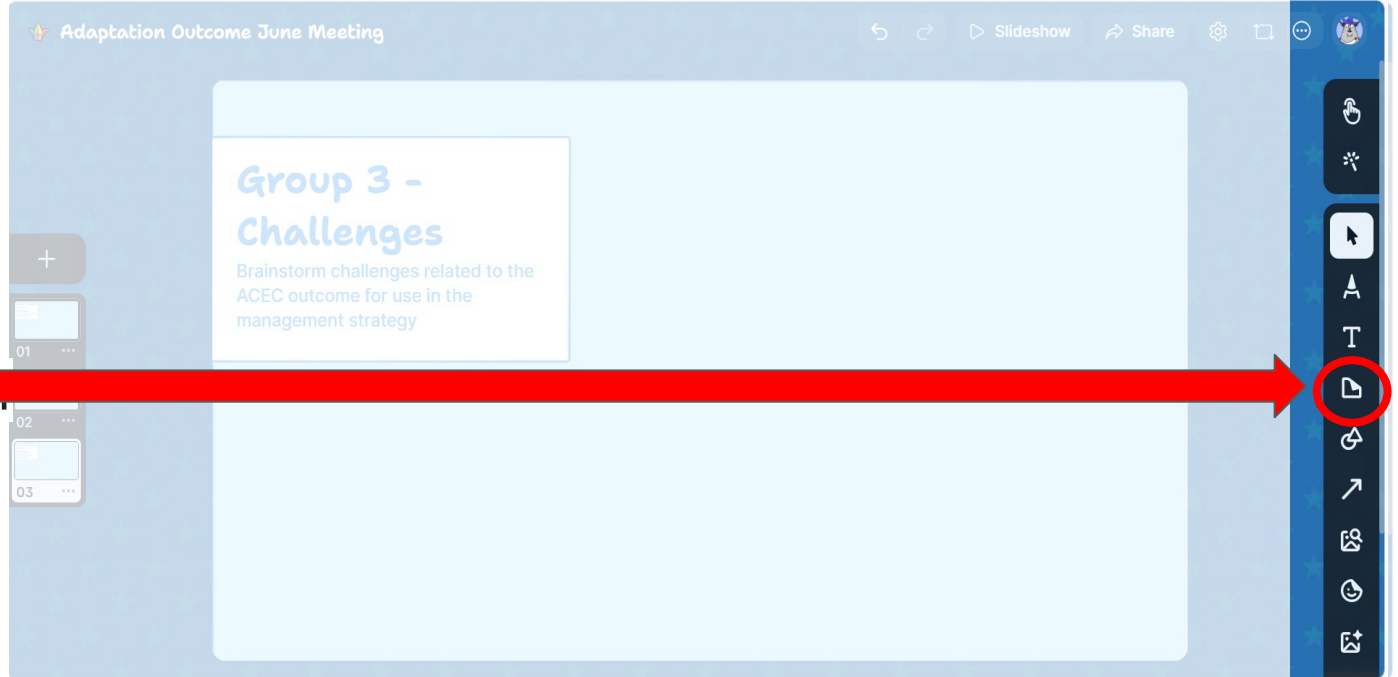 Adaptation Outcome June Meeting
Slideshow
Share
Group 3 -
Challenges
Brainstorm challenges related to the
ACEC outcome for use in the
management strategy
01
02
03
T